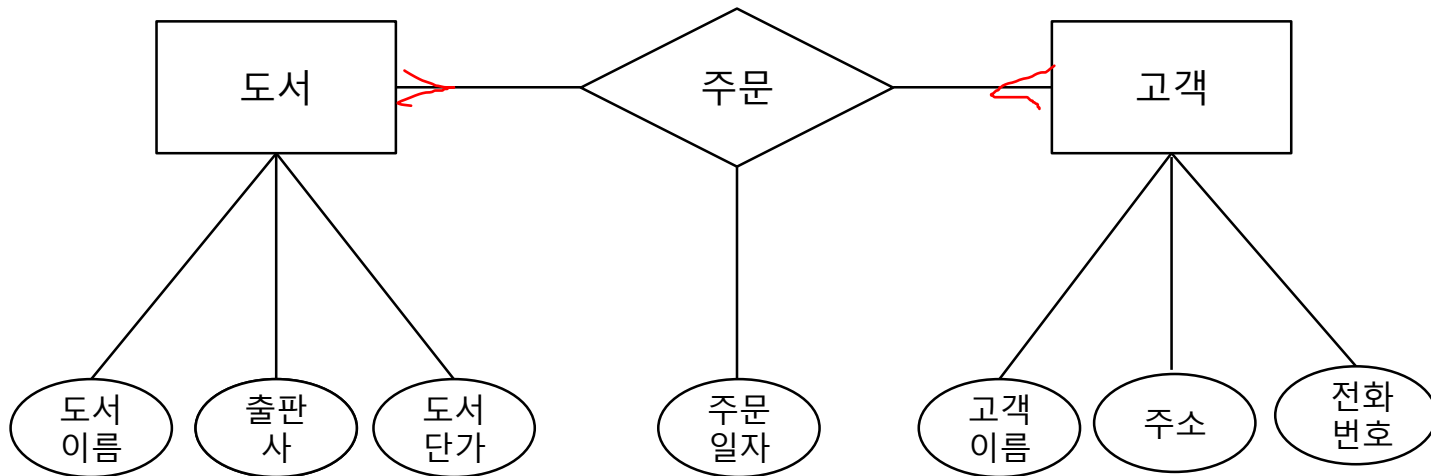 도서
주문
고객
도서
이름
출판
사
도서
단가
주문
일자
고객
이름
주소
전화
번호